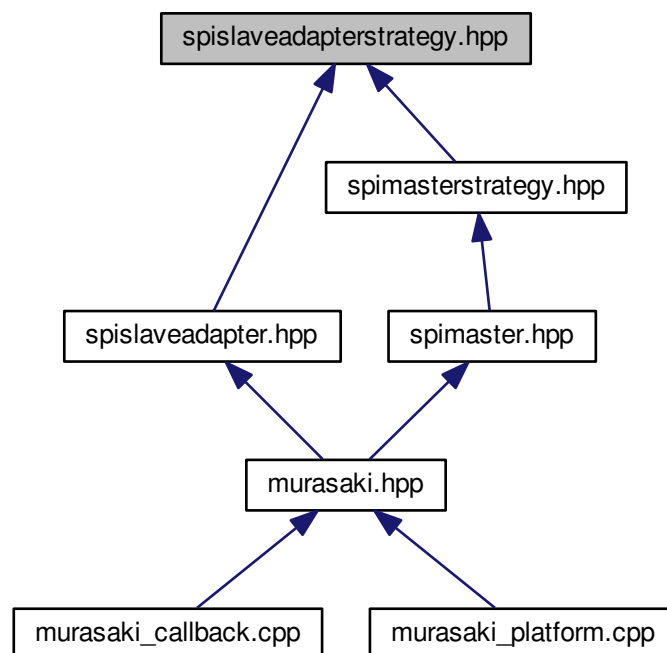 spislaveadapterstrategy.hpp
spimasterstrategy.hpp
spislaveadapter.hpp
spimaster.hpp
murasaki.hpp
murasaki_callback.cpp
murasaki_platform.cpp